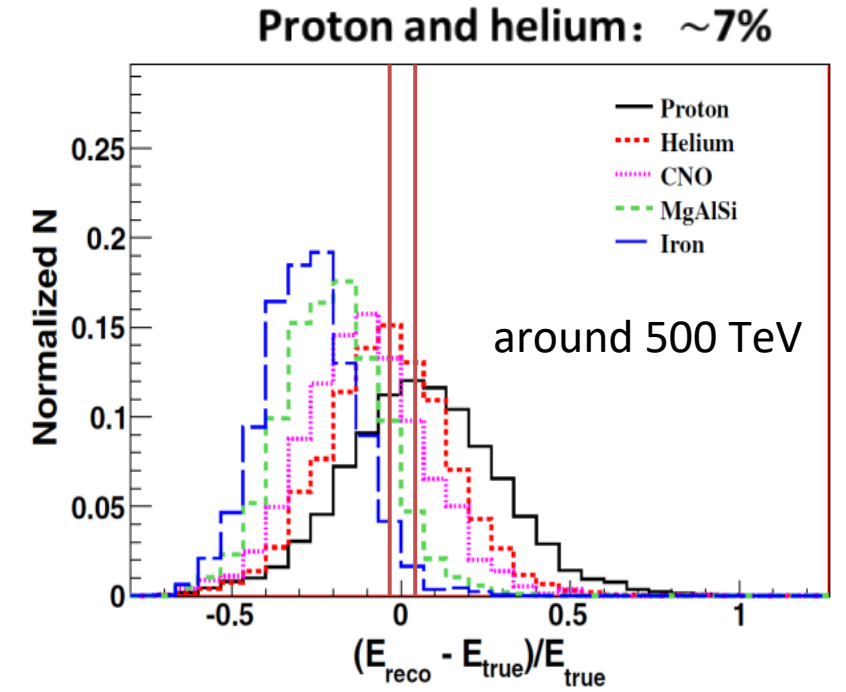 Proton and helium： ~7%
Proton
Helium
CNO
MgAlSi
Iron
around 500 TeV
Normalized N
0.25
0.2
0.15
0.1
0.05
0
-0.5 0 0.5 1
(E_reco - E_true)/E_true